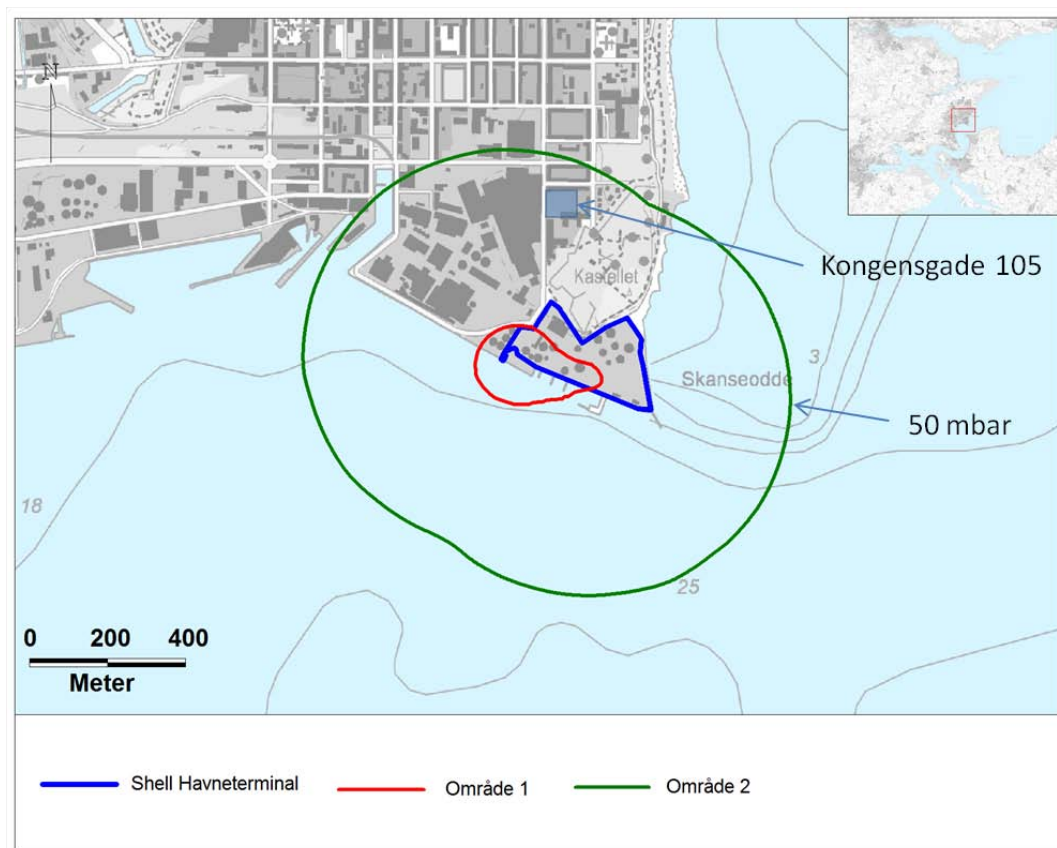 N
Kongensgade 105
Kastellet
3
Skanseodde
50 mbar
18
25
0 200 400
Meter
Shell Havneterminal Område 1 Område 2